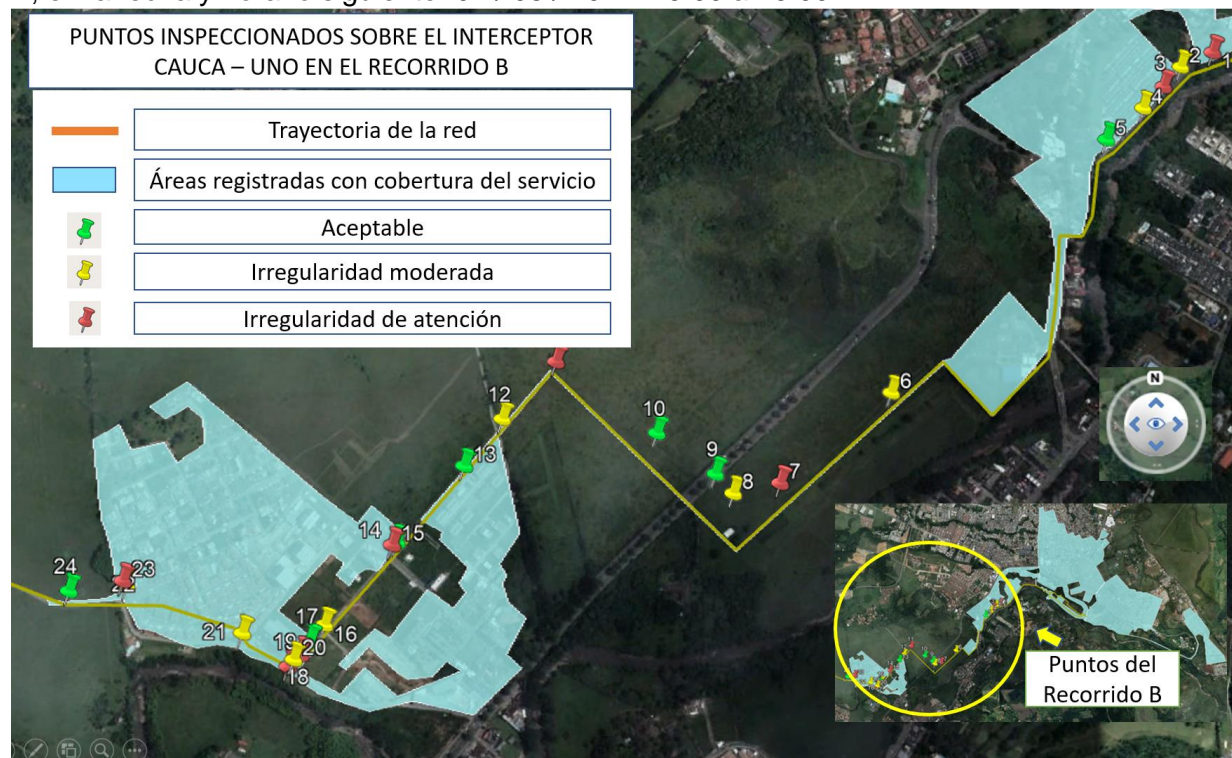 PUNTOS INSPECCIONADOS SOBRE EL INTERCEPTOR
CAUCA – UNO EN EL RECORRIDO B
Trayectoria de la red
Áreas registradas con cobertura del servicio
Aceptable
Irregularidad moderada
Irregularidad de atención
2
3
1
4
5
6
12
10
13
9
8
7
N
14
15
24
23
22
17
16
21
19
20
18
Puntos del
Recorrido B